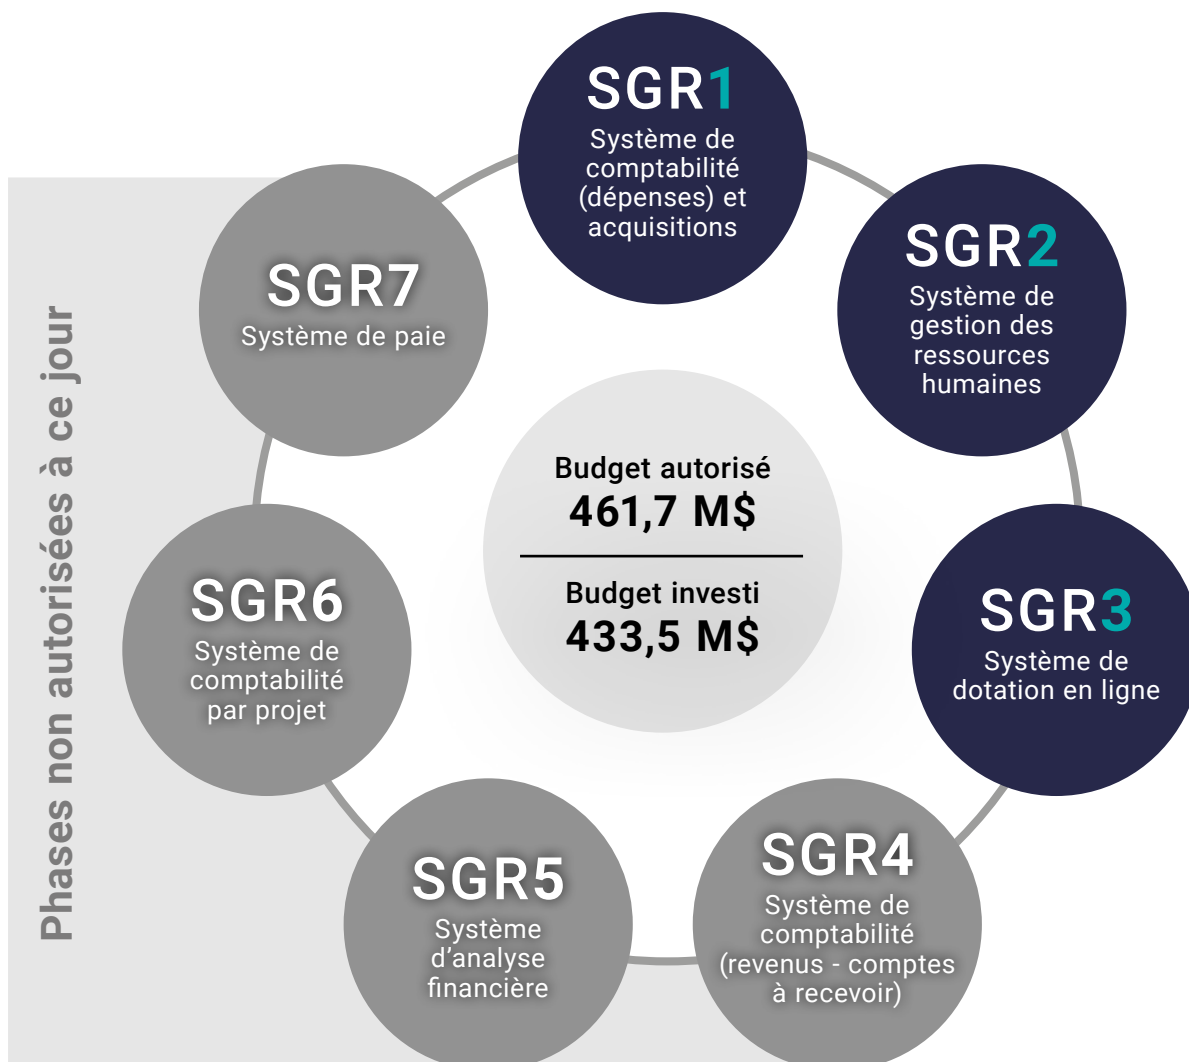 SGR1
Système de
comptabilité
(dépenses) et
acquisitions
SGR2
Système de
gestion des
ressources
humaines
SGR3
Système de
dotation en ligne
SGR4
Système de
comptabilité
(revenus - comptes
à recevoir)
SGR5
Système
d'analyse
financière
SGR6
Système de
comptabilité
par projet
SGR7
Système de paie
Budget autorisé
461,7 M$
Budget investi
433,5 M$
Phases non autorisées à ce jour